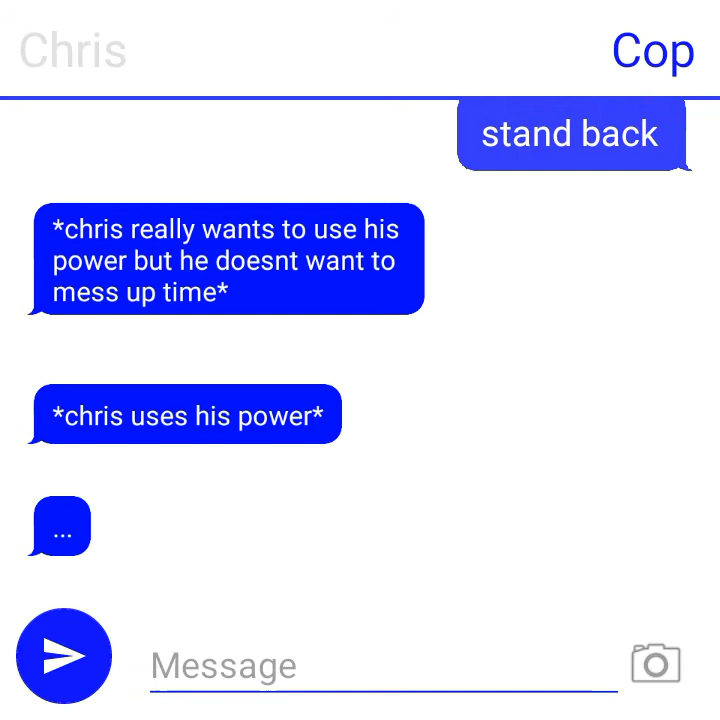 Chris
Cop
stand back
*chris really wants to use his
power but he doesnt want to
mess up time*
*chris uses his power*
...
Message